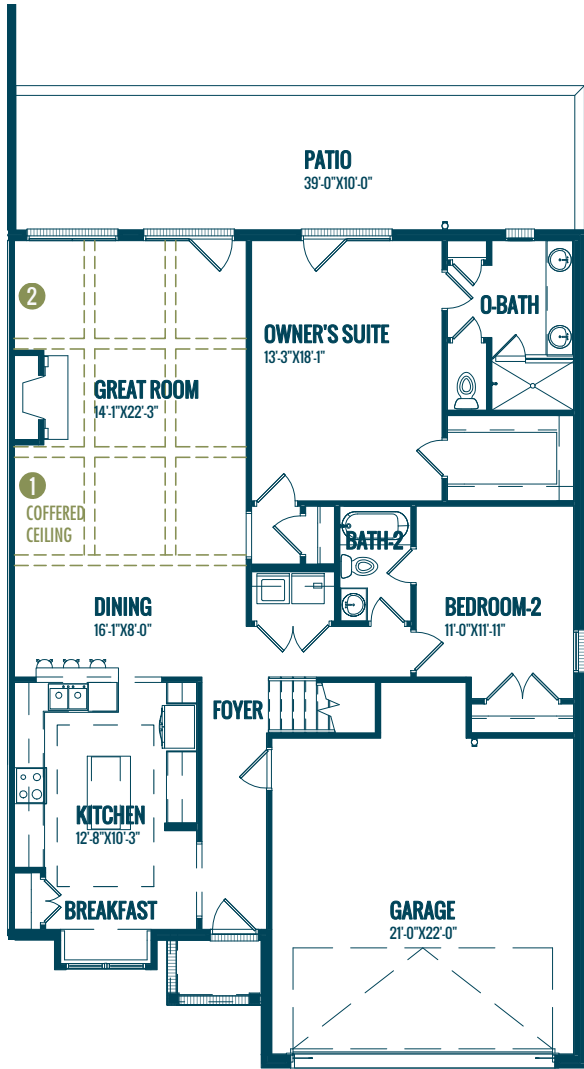 PATIO
39'-0"X10'-0"
2
O-BATH
OWNER'S SUITE
13'-3"X18'-1"
GREAT ROOM
14'-1"X22'-3"
1
COFFERED
CEILING
BATH-2
DINING
16'-1"X8'-0"
BEDROOM-2
11'-0"X11'-11"
FOYER
KITCHEN
12'-8"X10'-3"
BREAKFAST
GARAGE
21'-0"X22'-0"